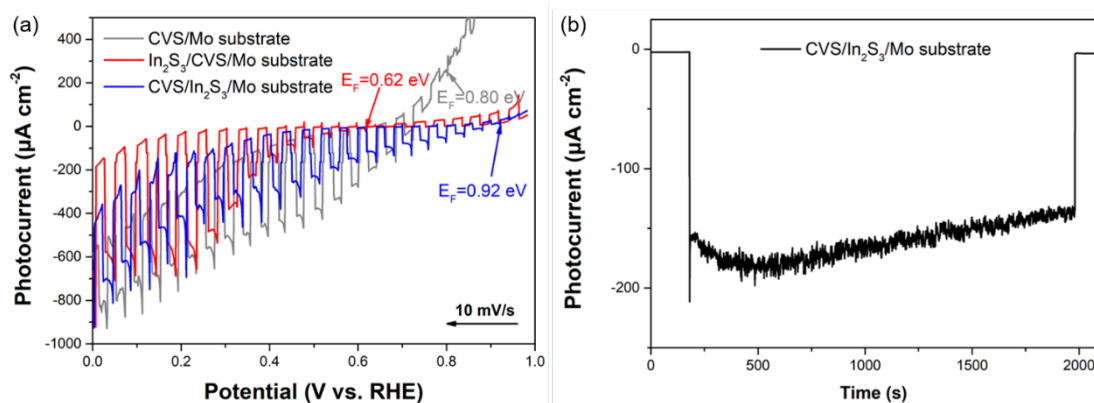 (a)
400
200
0
-200
-400
-600
-800
-1000
Photocurrent (µA cm⁻²)
CVS/Mo substrate
In₂S₃/CVS/Mo substrate
CVS/In₂S₃/Mo substrate
E_F=0.62 eV
E_F=0.80 eV
E_F=0.92 eV
10 mV/s
0.0 0.2 0.4 0.6 0.8 1.0
Potential (V vs. RHE)
(b)
0
-100
-200
Photocurrent (µA cm⁻²)
CVS/In₂S₃/Mo substrate
0 500 1000 1500 2000
Time (s)